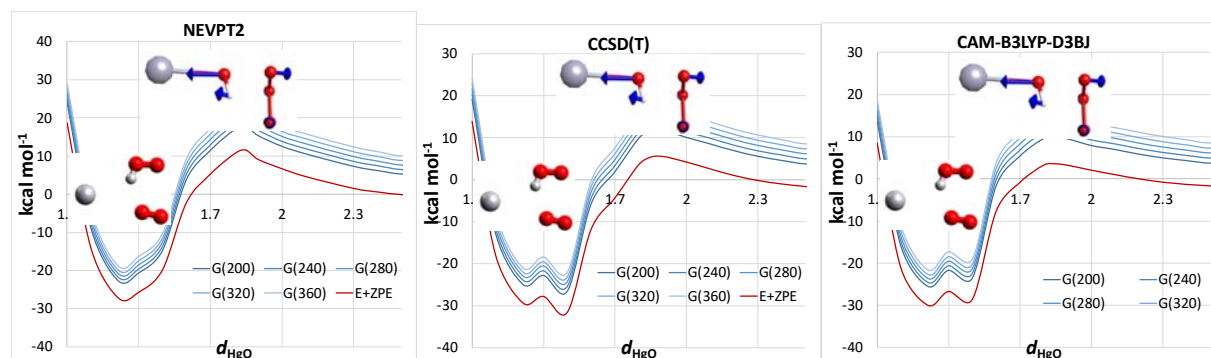 NEVPT2
40
30
20
10
0
-10
-20
-30
-40
kcal mol-1
1.
1.7
2
2.3
G(200) G(240) G(280)
G(320) G(360) E+ZPE
dHgO
CCSD(T)
30
20
10
0
-10
-20
-30
-40
kcal mol-1
1.
1.7
2
2.3
G(200) G(240) G(280)
G(320) G(360) E+ZPE
dHgO
CAM-B3LYP-D3BJ
30
20
10
0
-10
-20
-30
-40
kcal mol-1
1.
1.7
2
2.3
G(200) G(240)
G(280) G(320)
dHgO